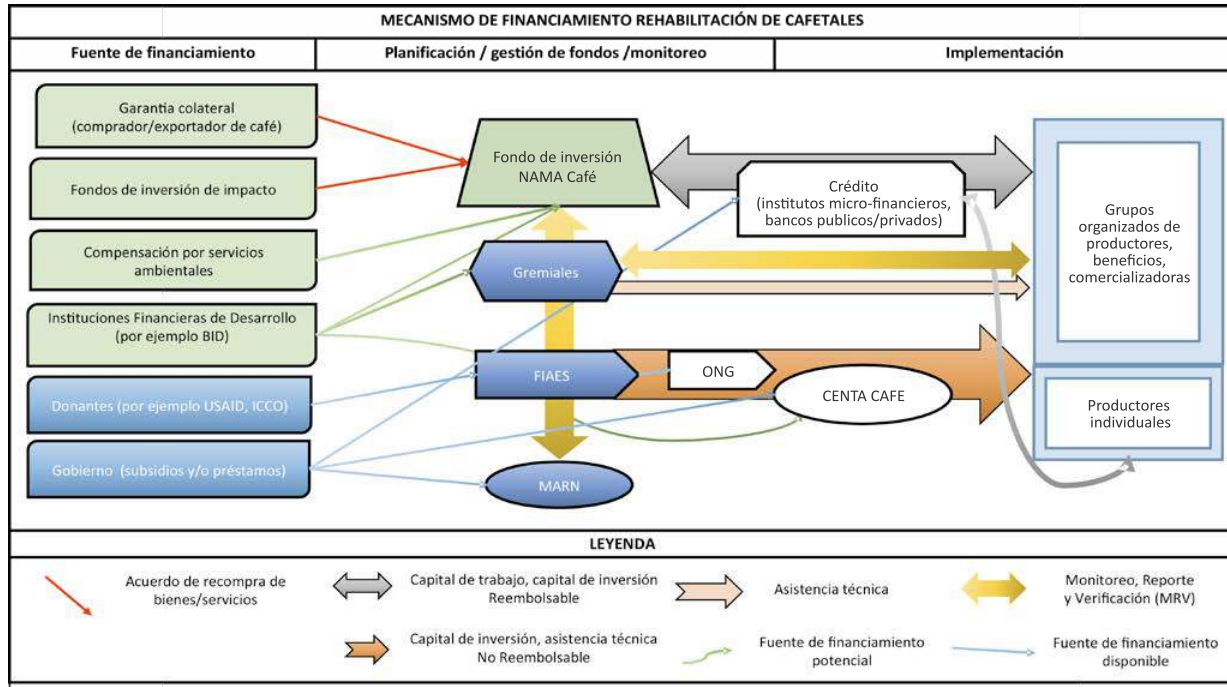 MECANISMO DE FINANCIAMIENTO REHABILITACIÓN DE CAFETALES
Fuente de financiamiento
Planificación / gestión de fondos /monitoreo
Implementación
Garantia colateral
(comprador/exportador de café)
Fondos de inversión de impacto
Compensación por servicios
ambientales
Instituciones Financieras de Desarrollo
(por ejemplo BID)
Donantes (por ejemplo USAID, ICCO)
Gobierno (subsidios y/o préstamos)
Fondo de inversión
NAMA Café
Gremiales
FIAES
MARN
Crédito
(institutos micro-financieros,
bancos publicos/privados)
ONG
CENTA CAFE
Grupos
organizados de
productores,
beneficios,
comercializadoras
Productores
individuales
LEYENDA
Acuerdo de recompra de
bienes/servicios
Capital de trabajo, capital de inversión
Reembolsable
Asistencia técnica
Monitoreo, Reporte
y Verificación (MRV)
Capital de inversión, asistencia técnica
No Reembolsable
Fuente de financiamiento
potencial
Fuente de financiamiento
disponible